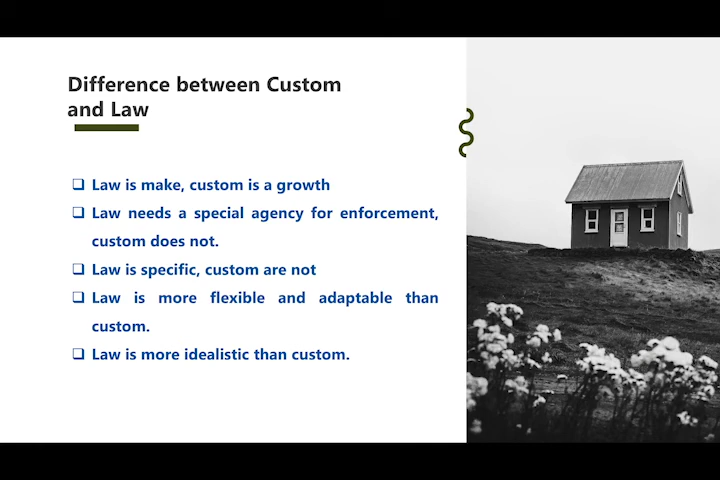 Difference between Custom
and Law
Law is make, custom is a growth
Law needs a special agency for enforcement,
custom does not.
Law is specific, custom are not
Law is more flexible and adaptable than
custom.
Law is more idealistic than custom.